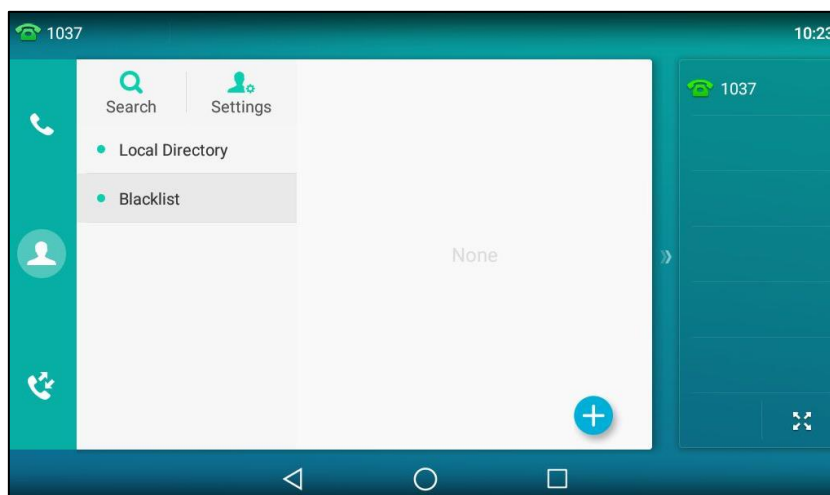 1037
10:23
Search
Settings
Local Directory
Blacklist
None
1037